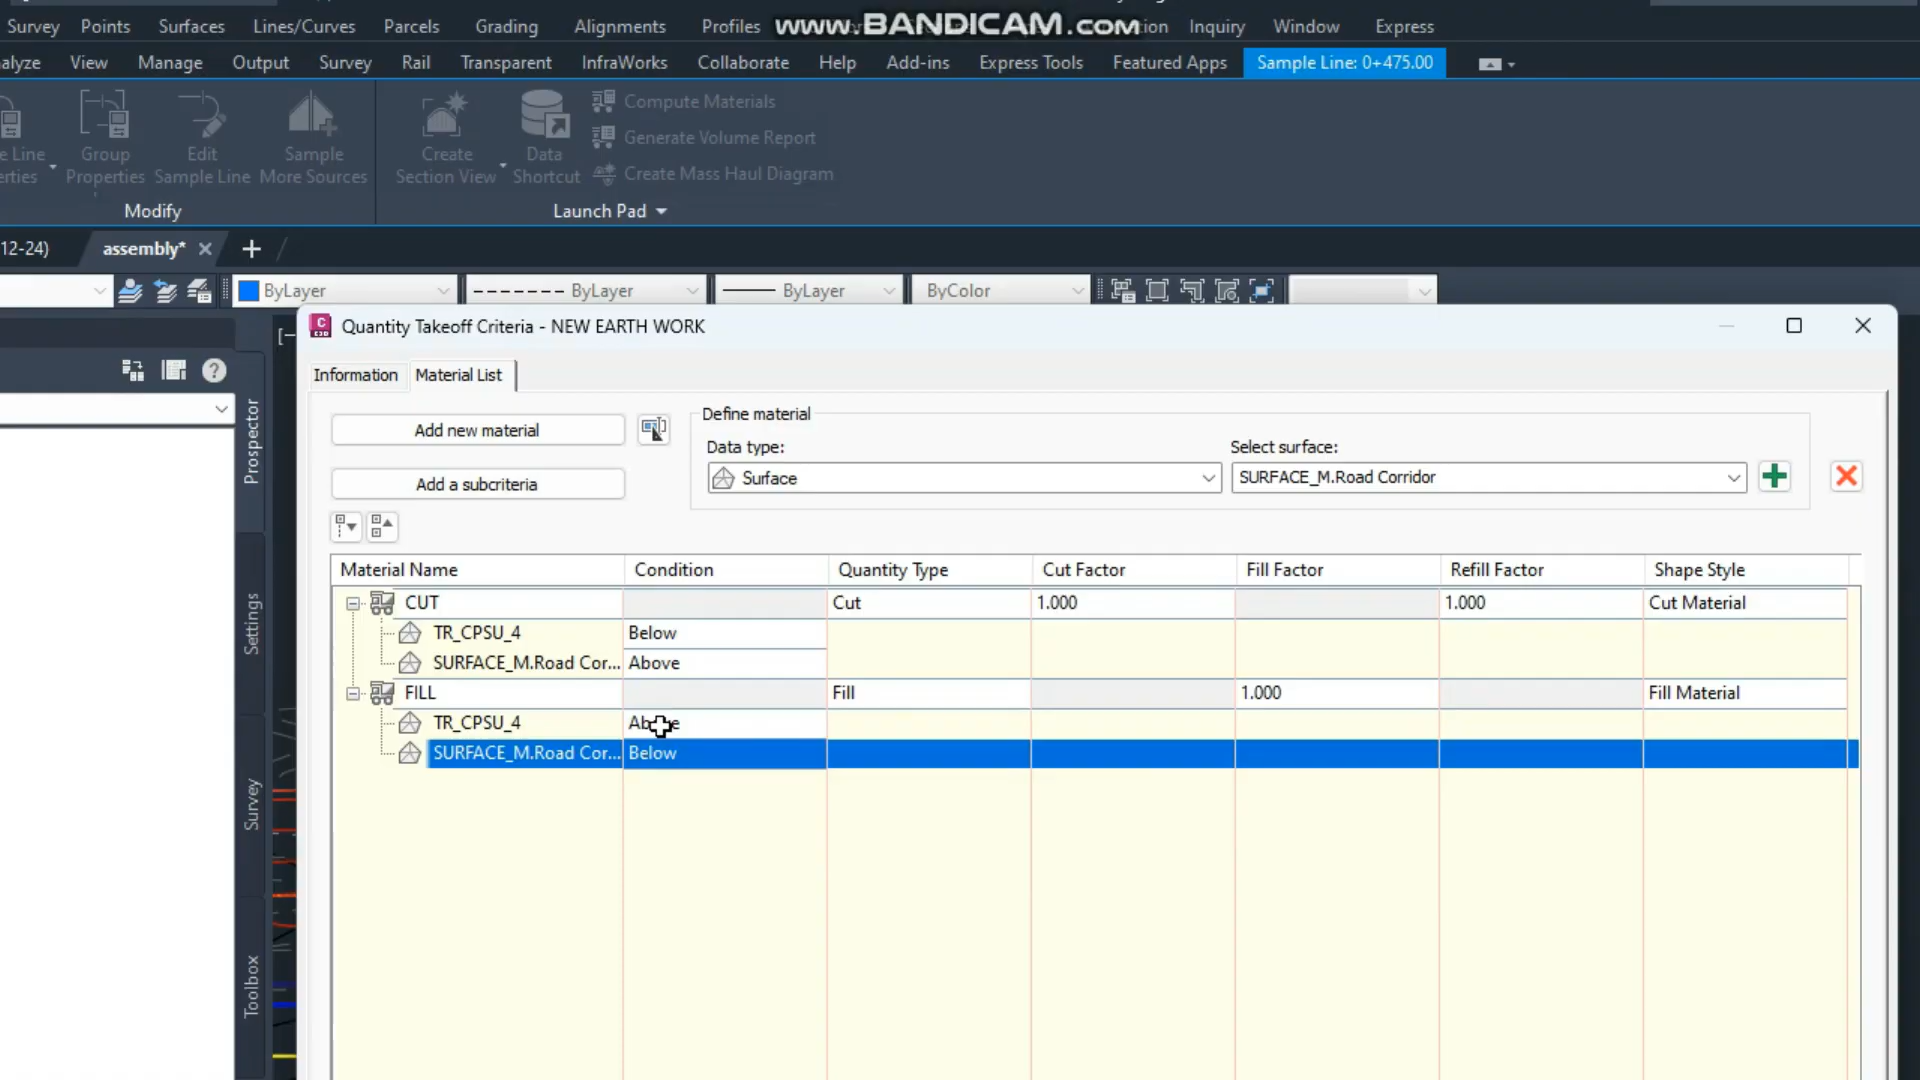 www.BANDICAM.com
Survey Points Surfaces Lines/Curves Parcels Grading Alignments Profiles Inquiry Window Express
alyze View Manage Output Survey Rail Transparent InfraWorks Collaborate Help Add-ins Express Tools Featured Apps Sample Line: 0+475.00
e Line Group Edit Sample Create Data Compute Materials
erties Properties Sample Line More Sources Section View Shortcut Generate Volume Report
Create Mass Haul Diagram
Modify Launch Pad
12-24) assembly*
ByLayer ByLayer ByLayer ByColor
Quantity Takeoff Criteria - NEW EARTH WORK
Information Material List
Add new material
Add a subcriteria
Define material
Data type: Select surface:
Surface SURFACE_M.Road Corridor
Material Name Condition Quantity Type Cut Factor Fill Factor Refill Factor Shape Style
CUT Cut 1.000 1.000 Cut Material
TR_CPSU_4 Below
SURFACE_M.Road Cor... Above
FILL Fill 1.000 Fill Material
TR_CPSU_4 Above
SURFACE_M.Road Cor... Below
Prospector
Settings
Survey
Toolbox